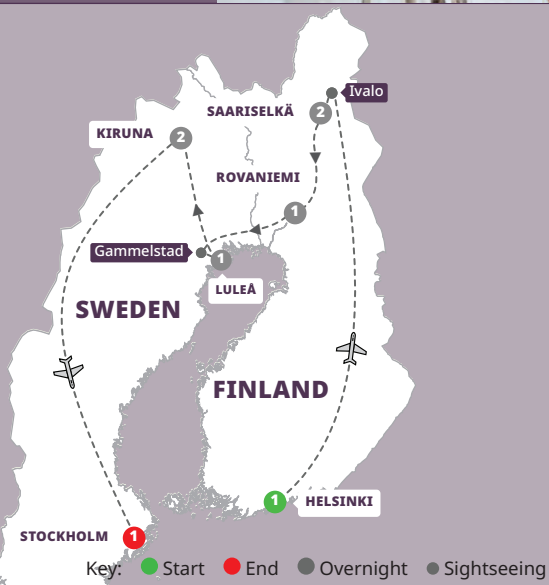 Ivalo
SAARISELKÄ
2
KIRUNA
2
ROVANIEMI
1
Gammelstad
1
LULEÅ
SWEDEN
FINLAND
1
HELSINKI
STOCKHOLM
1
Key: Start End Overnight Sightseeing